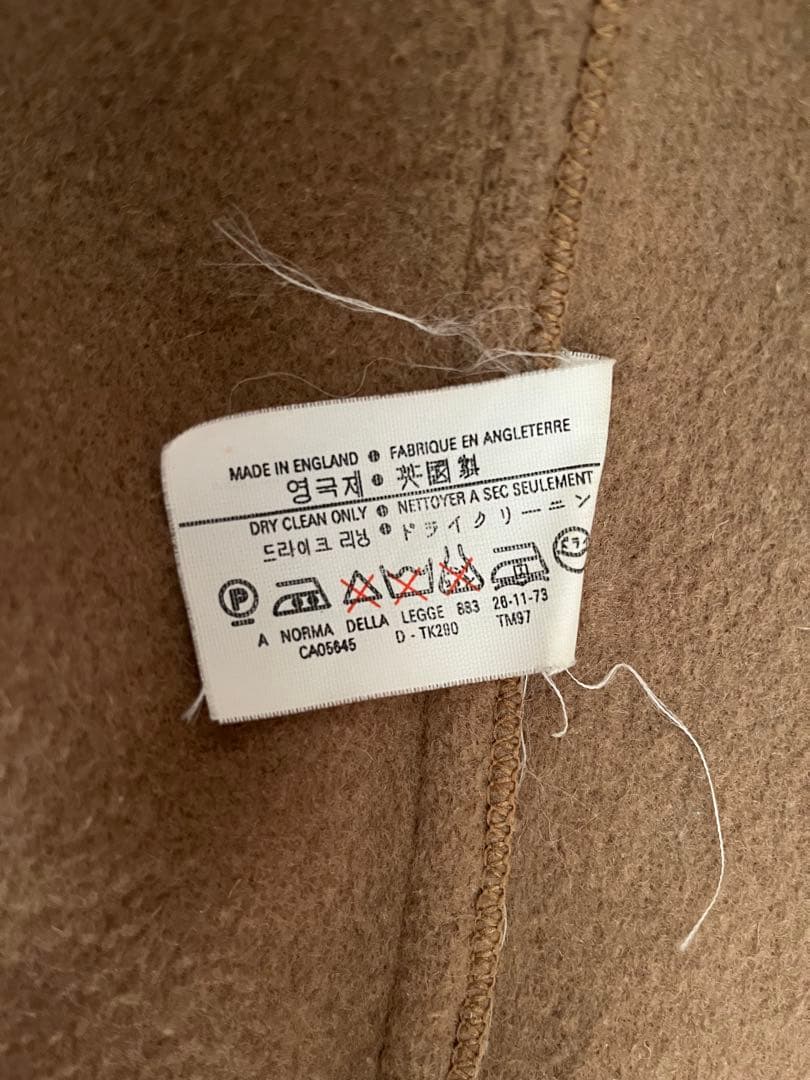 MADE IN ENGLAND FABRIQUE EN ANGLETERRE
영국제 英國製
DRY CLEAN ONLY NETTOYER A SEC SEULEMENT
드라이크리닝 ドライクリーニン
P
A NORMA DELLA LEGGE 883 26-11-73
CA05645 D-TK280 TM97